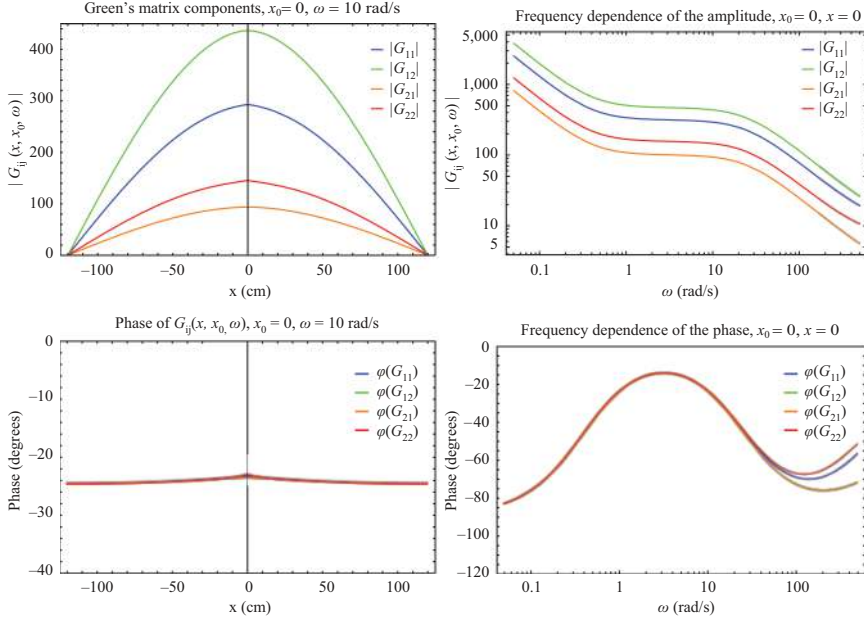 Green's matrix components, x₀= 0, ω = 10 rad/s
| Gᵢⱼ (x, x₀, ω) |
400
300
200
100
0
|G₁₁|
|G₁₂|
|G₂₁|
|G₂₂|
−100
−50
0
50
100
x (cm)
Frequency dependence of the amplitude, x₀= 0, x = 0
| Gᵢⱼ (x, x₀, ω) |
5,000
1,000
500
100
50
10
5
|G₁₁|
|G₁₂|
|G₂₁|
|G₂₂|
0.1
1
10
100
ω (rad/s)
Phase of Gᵢⱼ(x, x₀, ω), x₀ = 0, ω = 10 rad/s
Phase (degrees)
0
−10
−20
−30
−40
φ(G₁₁)
φ(G₁₂)
φ(G₂₁)
φ(G₂₂)
−100
−50
0
50
100
x (cm)
Frequency dependence of the phase, x₀= 0, x = 0
Phase (degrees)
0
−20
−40
−60
−80
−100
−120
φ(G₁₁)
φ(G₁₂)
φ(G₂₁)
φ(G₂₂)
0.1
1
10
100
ω (rad/s)